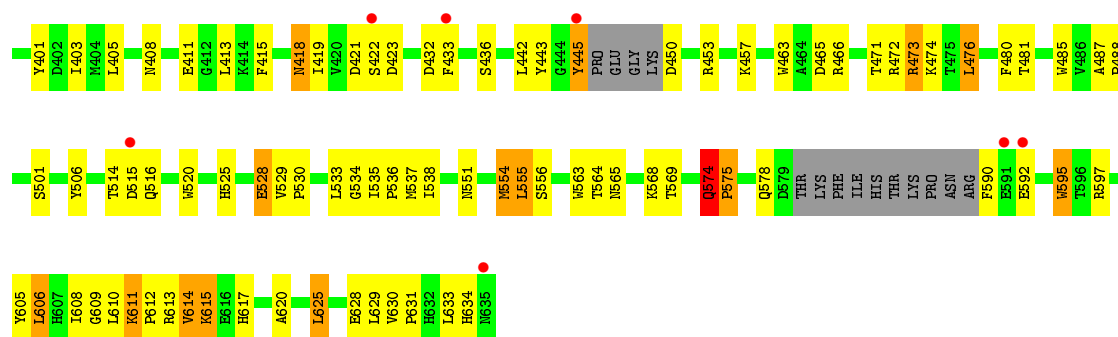 Y401 D402 I403 M404 L405 N408 E411 G412 L413 K414 F415 N418 I419 V420 D421 S422 D423 D432 F433 S436 L442 Y443 G444 Y445 PRO GLU GLY LYS D450 R453 K457 W463 A464 D465 R466 T471 R472 R473 K474 T475 L476 F480 T481 W485 V486 A487
S501 Y506 T514 D515 Q516 W520 H525 E528 V529 P530 L533 G534 I535 P536 M537 I538 N551 M554 L555 S556 W563 T564 N565 K568 T569 Q574 P575 Q578 D579 THR LYS PHE ILE HIS THR LYS PRO ASN ARG F590 E591 E592 W595 T596 R597
Y605 L606 H607 I608 G609 L610 K611 P612 R613 V614 K615 E616 H617 A620 L625 E628 L629 V630 P631 H632 L633 H634 N635